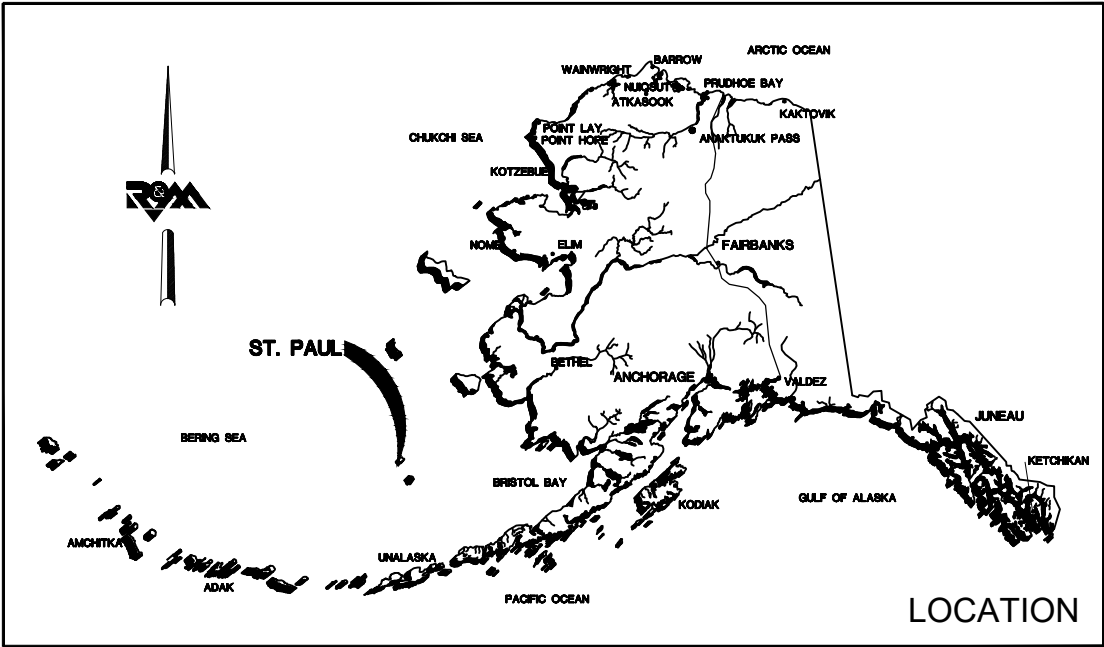 ARCTIC OCEAN
BARROW
WAINWRIGHT
NUIQSUT
PRUDHOE BAY
ATKASOOK
KAKTOVIK
CHUKCHI SEA
POINT LAY
POINT HOPE
ANAKTUKUK PASS
KOTZEBUE
R&M
NOME
ELIM
FAIRBANKS
ST. PAUL
BETHEL
ANCHORAGE
VALDEZ
JUNEAU
BERING SEA
KETCHIKAN
BRISTOL BAY
GULF OF ALASKA
KODIAK
AMCHITKA
UNALASKA
ADAK
PACIFIC OCEAN
LOCATION